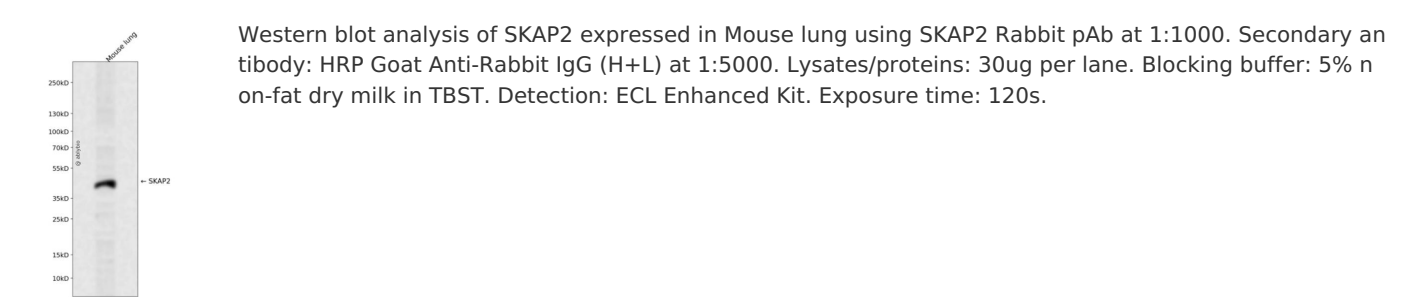 Mouse lung
250kD
130kD
100kD
70kD
55kD
35kD
25kD
15kD
10kD
← SKAP2
Western blot analysis of SKAP2 expressed in Mouse lung using SKAP2 Rabbit pAb at 1:1000. Secondary an
tibody: HRP Goat Anti-Rabbit IgG (H+L) at 1:5000. Lysates/proteins: 30ug per lane. Blocking buffer: 5% n
on-fat dry milk in TBST. Detection: ECL Enhanced Kit. Exposure time: 120s.